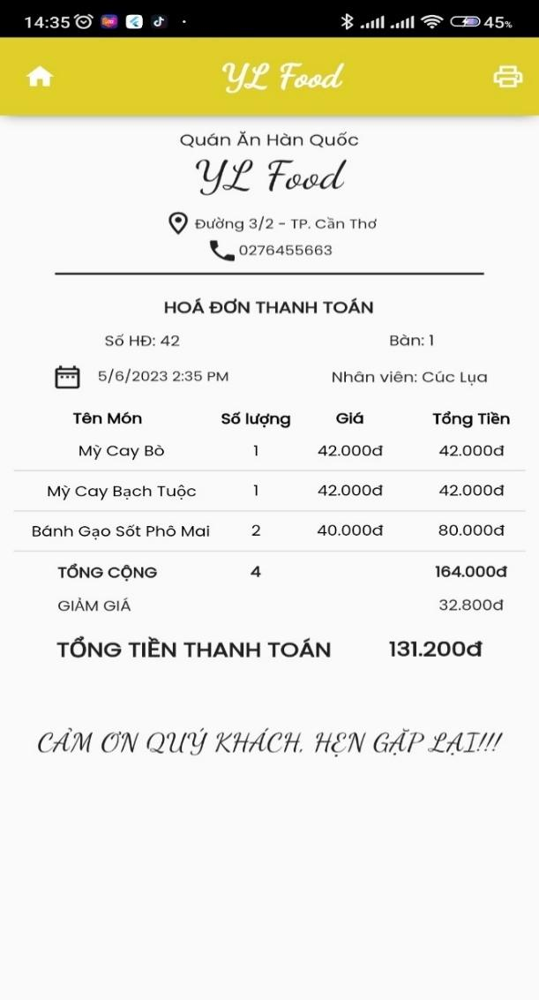 14:35 45%
YL Food
Quán Ăn Hàn Quốc
YL Food
Đường 3/2 - TP. Cần Thơ
0276455663
HOÁ ĐƠN THANH TOÁN
Số HĐ: 42 Bàn: 1
5/6/2023 2:35 PM Nhân viên: Cúc Lụa
Tên Món Số lượng Giá Tổng Tiền
Mỳ Cay Bò 1 42.000đ 42.000đ
Mỳ Cay Bạch Tuộc 1 42.000đ 42.000đ
Bánh Gạo Sốt Phô Mai 2 40.000đ 80.000đ
TỔNG CỘNG 4 164.000đ
GIẢM GIÁ 32.800đ
TỔNG TIỀN THANH TOÁN 131.200đ
CẢM ƠN QUÝ KHÁCH. HẸN GẶP LẠI!!!